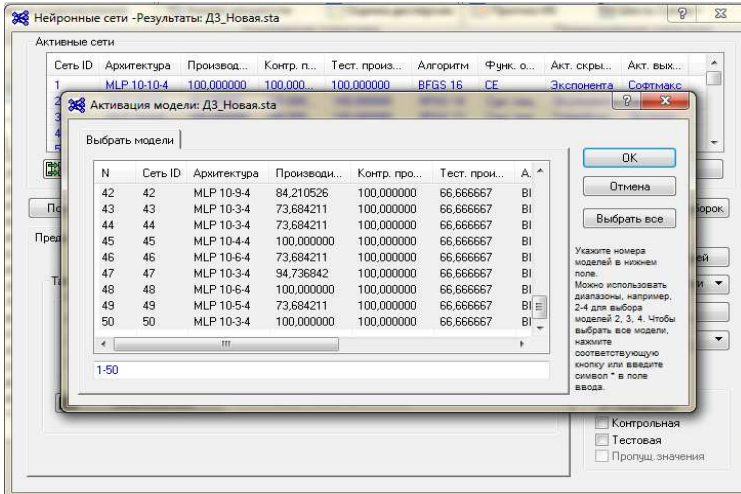 Нейронные сети -Результаты: ДЗ_Новая.sta
Активные сети
Сеть ID Архитектура Производ... Контр. п... Тест. произ... Алгоритм Функ. о... Акт. скры... Акт. вых...
1 MLP 10-10-4 100,000000 100,000... 100,000000 BFGS 16 CE Экспонента Софтмакс
2
3
4
Активация модели: ДЗ_Новая.sta
Выбрать модели
N Сеть ID Архитектура Производи... Контр. про... Тест. прои... А..
42 42 MLP 10-9-4 84,210526 100,000000 66,666667 BI
43 43 MLP 10-3-4 73,684211 100,000000 66,666667 BI
44 44 MLP 10-3-4 73,684211 100,000000 66,666667 BI
45 45 MLP 10-4-4 100,000000 100,000000 66,666667 BI
46 46 MLP 10-6-4 73,684211 100,000000 66,666667 BI
47 47 MLP 10-3-4 94,736842 100,000000 66,666667 BI
48 48 MLP 10-6-4 100,000000 100,000000 66,666667 BI
49 49 MLP 10-5-4 73,684211 100,000000 66,666667 BI
50 50 MLP 10-3-4 100,000000 100,000000 66,666667 BI
1-50
OK
Отмена
Выбрать все
Укажите номера
моделей в нижнем
поле.
Можно использовать
диапазоны, например,
2-4 для выбора
моделей 2, 3, 4. Чтобы
выбрать все модели,
нажмите
соответствующую
кнопку или введите
символ * в поле
ввода.
По
борок
Пред
ей
Та
и
Контрольная
Тестовая
Пропущ.значения